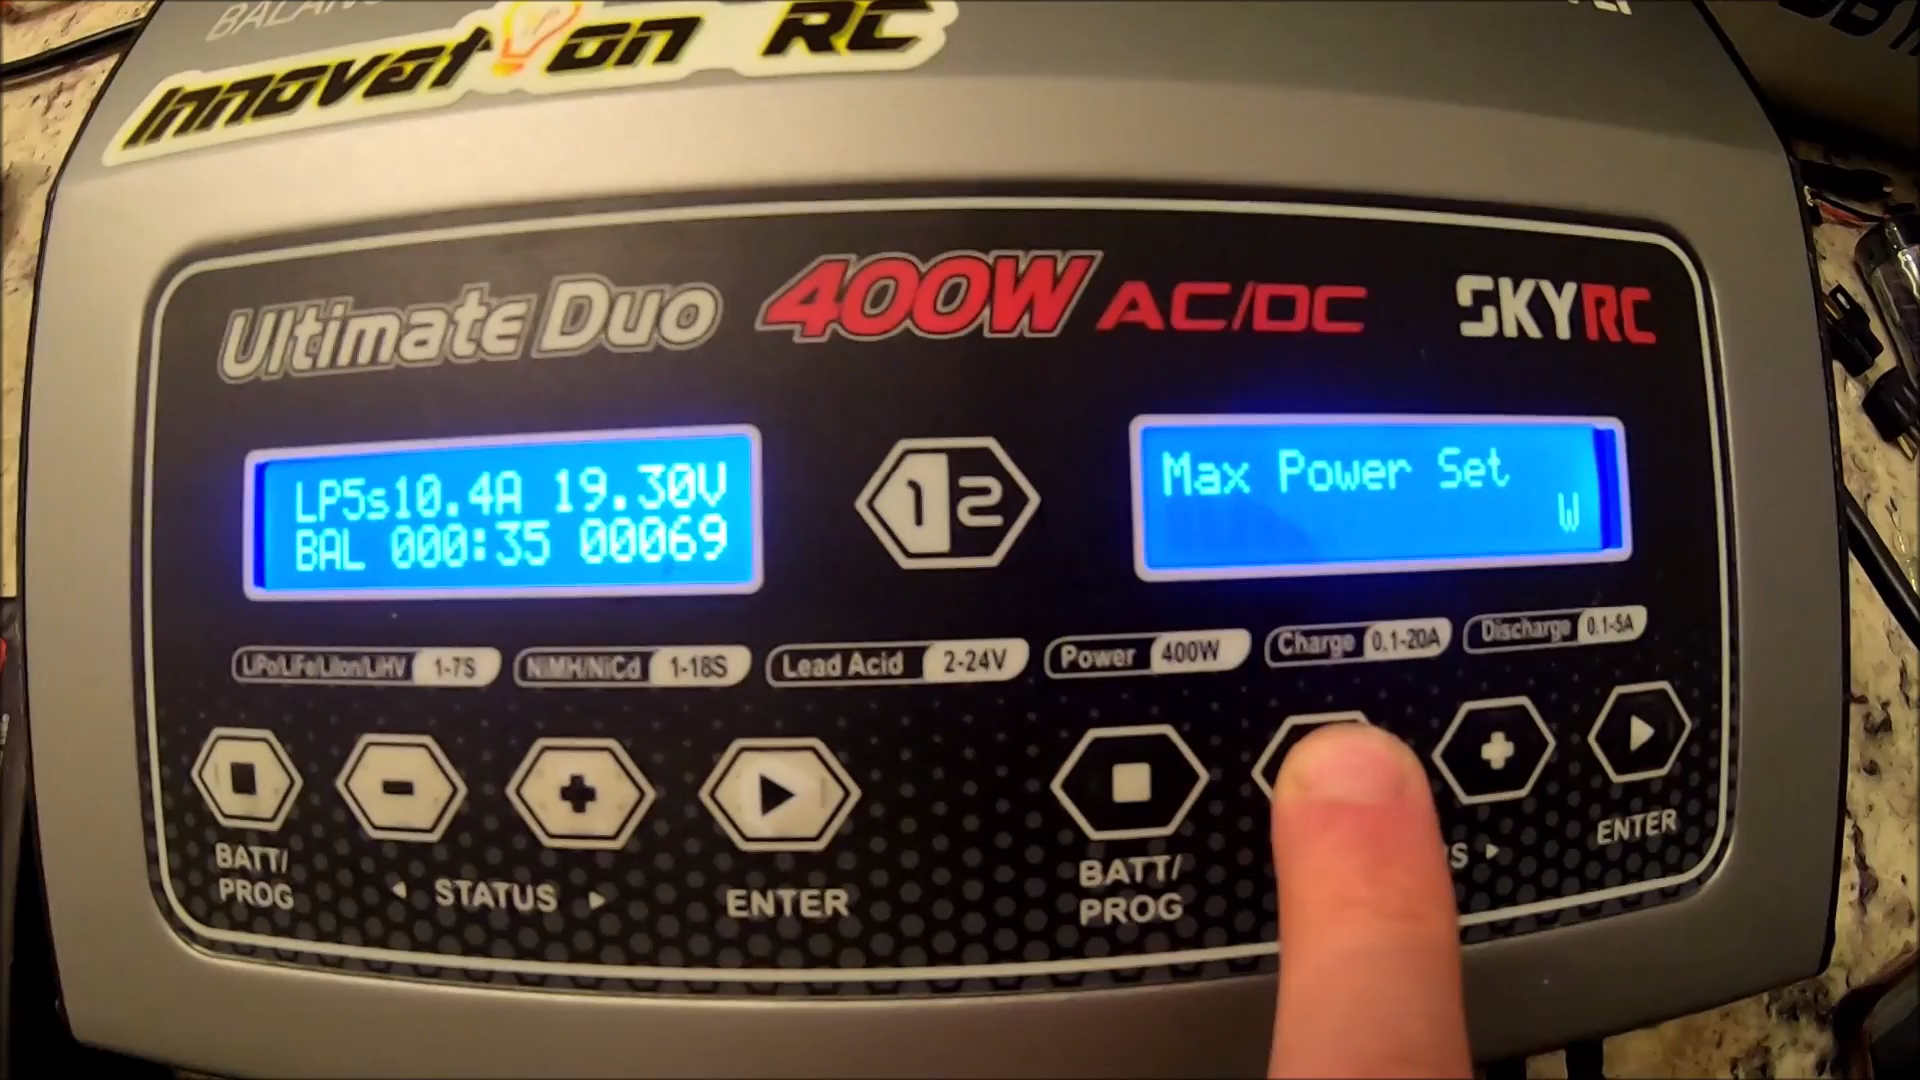 Innovation RC
Ultimate Duo 400W AC/DC SKYRC
LP5s10.4A 19.30V
BAL 000:35 00069
1 2
Max Power Set
W
LiPo/LiFe/LiIon/LiHV 1-7S
NiMH/NiCd 1-18S
Lead Acid 2-24V
Power 400W
Charge 0.1-20A
Discharge 0.1-5A
BATT/
PROG
◄ STATUS ►
ENTER
BATT/
PROG
S ►
ENTER